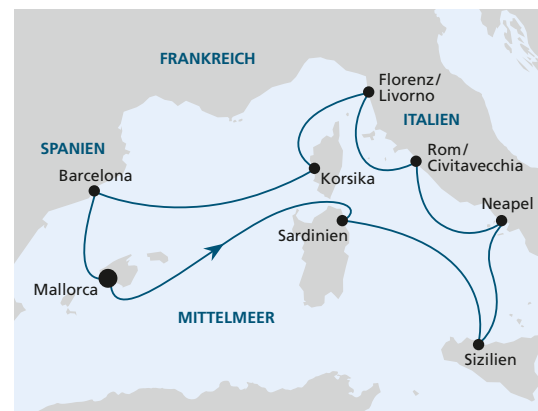 FRANKREICH
Florenz/
Livorno
ITALIEN
SPANIEN
Barcelona
Korsika
Rom/
Civitavecchia
Neapel
Sardinien
Mallorca
MITTELMEER
Sizilien